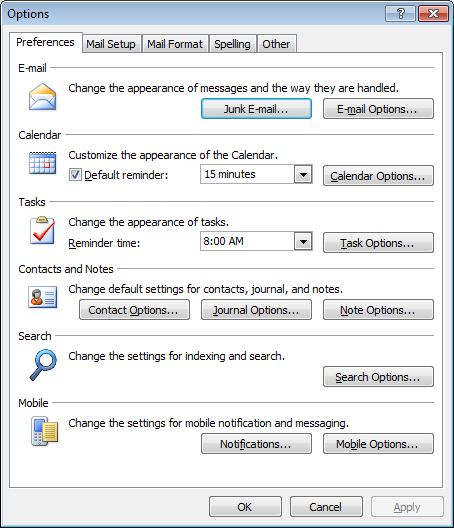 Options
Preferences Mail Setup Mail Format Spelling Other
E-mail
Change the appearance of messages and the way they are handled.
Junk E-mail... E-mail Options...
Calendar
Customize the appearance of the Calendar.
Default reminder: 15 minutes Calendar Options...
Tasks
Change the appearance of tasks.
Reminder time: 8:00 AM Task Options...
Contacts and Notes
Change default settings for contacts, journal, and notes.
Contact Options... Journal Options... Note Options...
Search
Change the settings for indexing and search.
Search Options...
Mobile
Change the settings for mobile notification and messaging.
Notifications... Mobile Options...
OK Cancel Apply